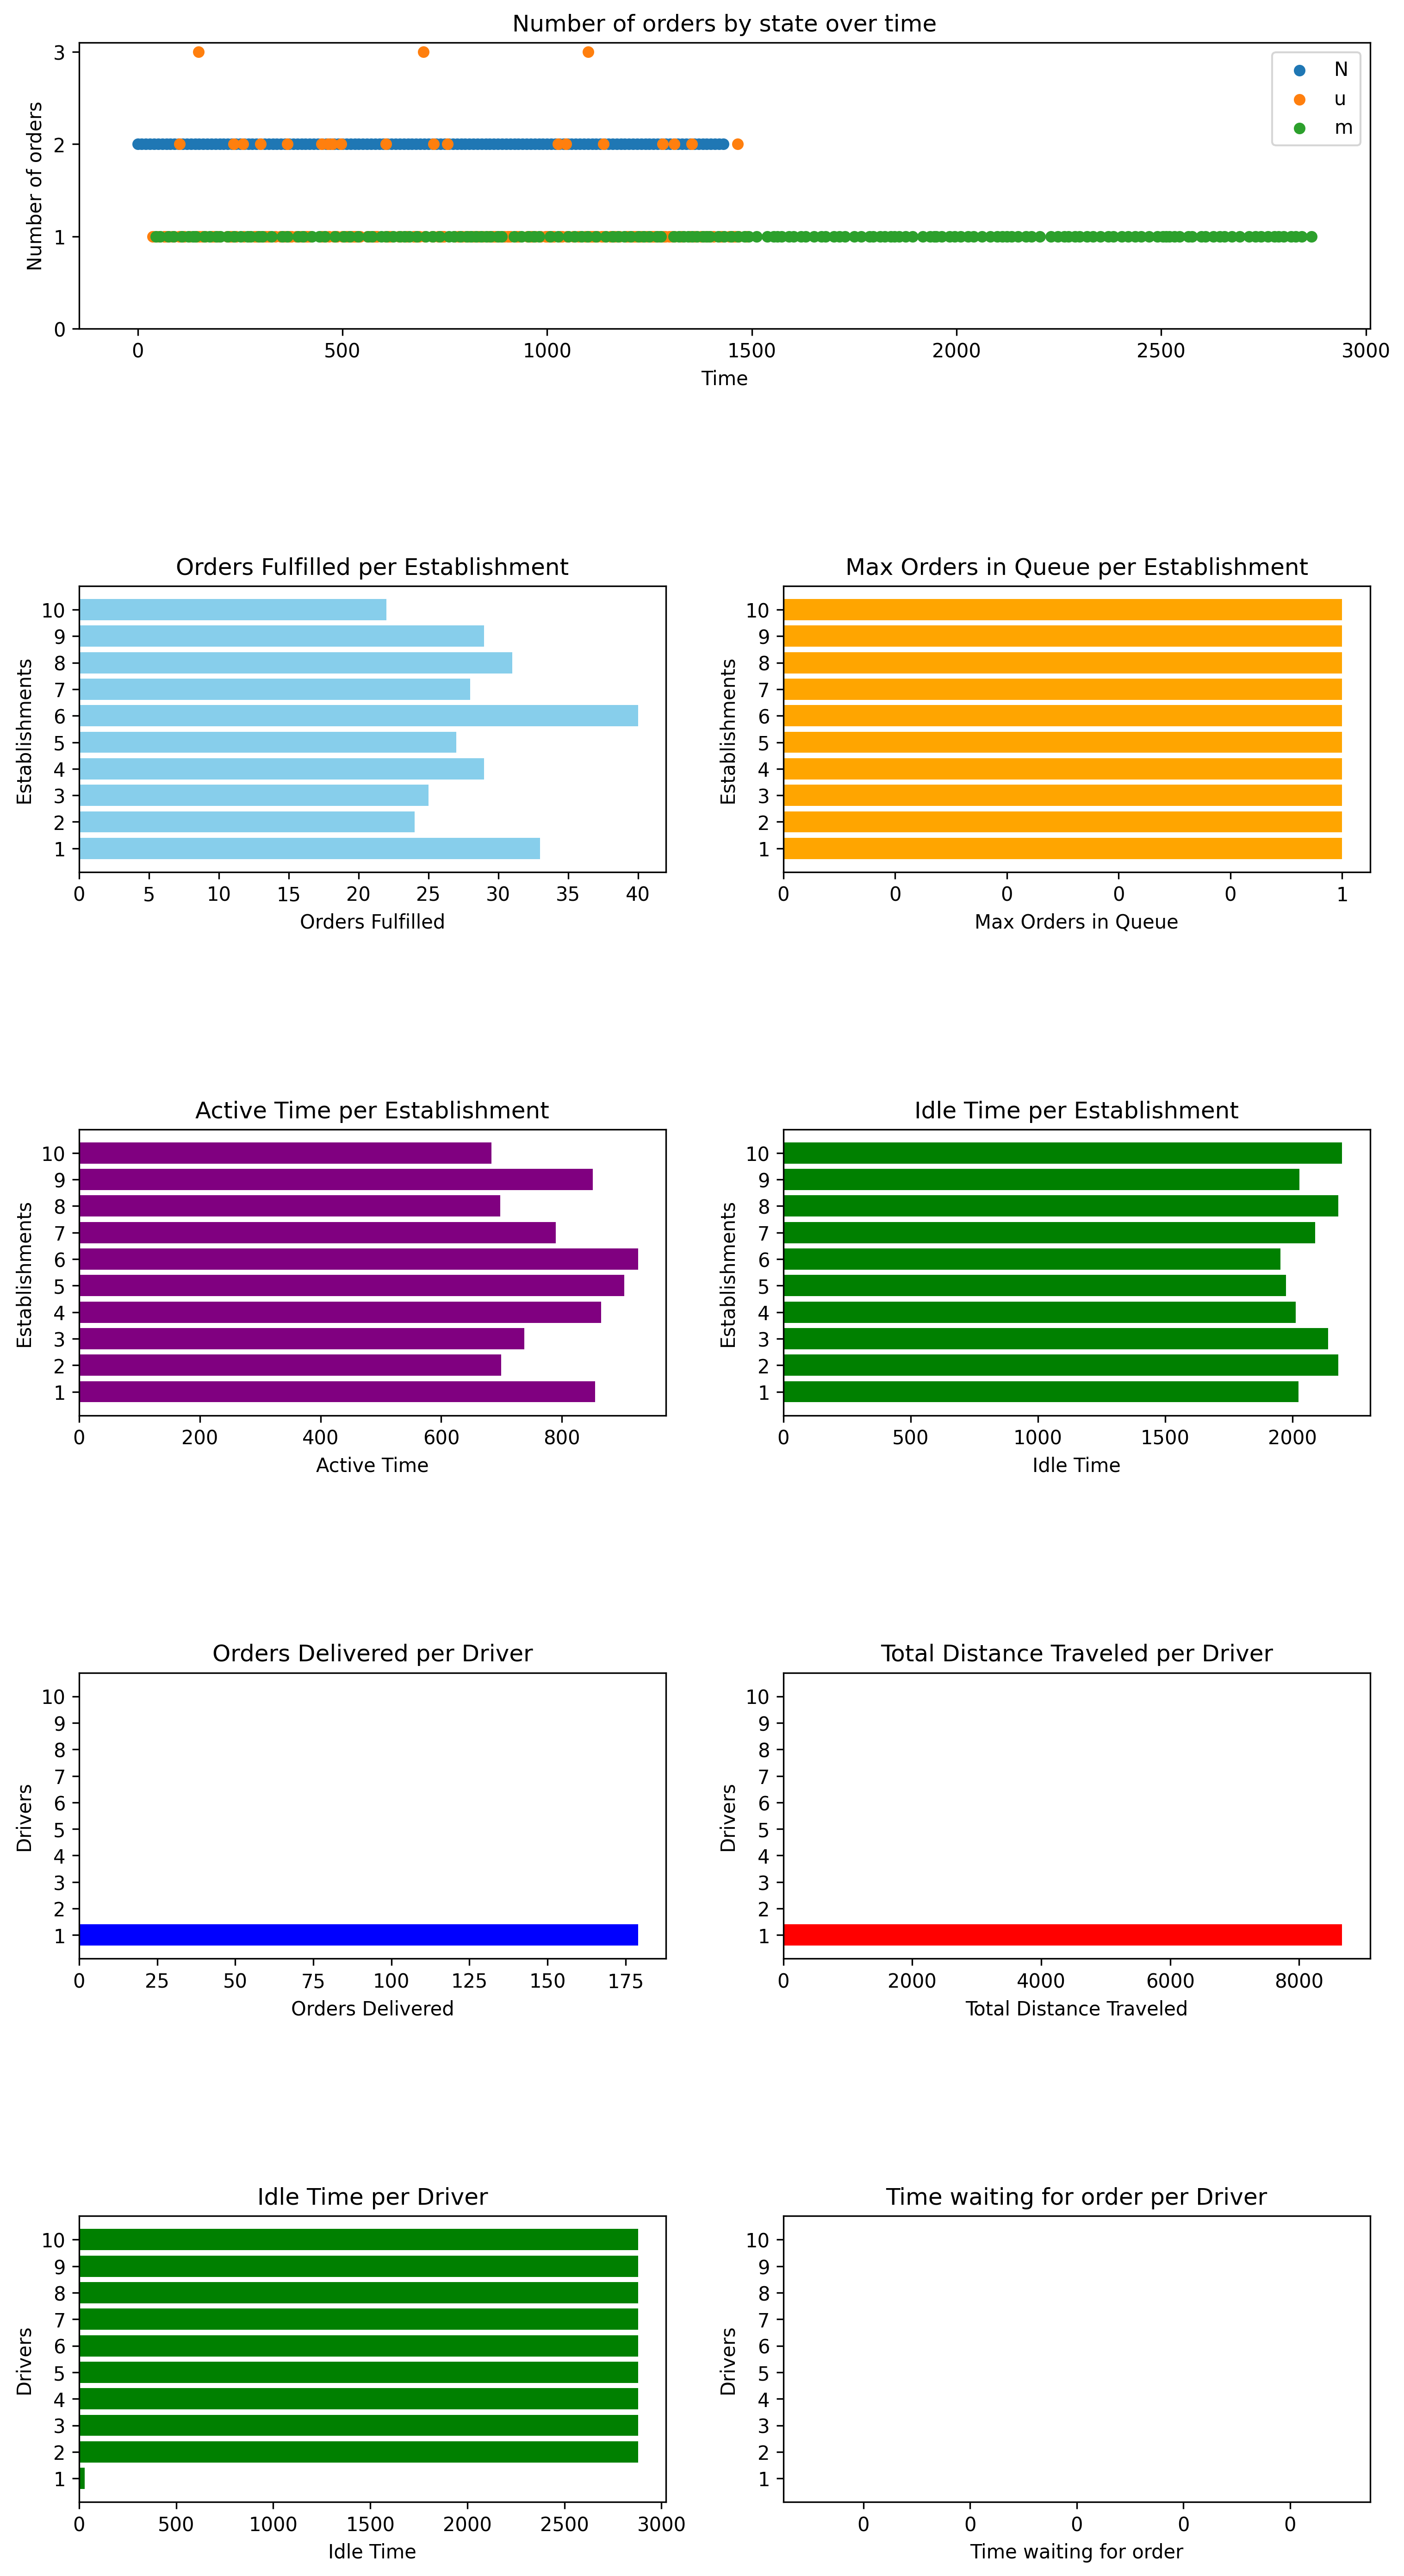 Number of orders by state over time
Number of orders
3
2
1
0
N
u
m
0 500 1000 1500 2000 2500 3000
Time
Orders Fulfilled per Establishment
Establishments
10
9
8
7
6
5
4
3
2
1
0 5 10 15 20 25 30 35 40
Orders Fulfilled
Max Orders in Queue per Establishment
Establishments
10
9
8
7
6
5
4
3
2
1
0 0 0 0 0 1
Max Orders in Queue
Active Time per Establishment
Establishments
10
9
8
7
6
5
4
3
2
1
0 200 400 600 800
Active Time
Idle Time per Establishment
Establishments
10
9
8
7
6
5
4
3
2
1
0 500 1000 1500 2000
Idle Time
Orders Delivered per Driver
Drivers
10
9
8
7
6
5
4
3
2
1
0 25 50 75 100 125 150 175
Orders Delivered
Total Distance Traveled per Driver
Drivers
10
9
8
7
6
5
4
3
2
1
0 2000 4000 6000 8000
Total Distance Traveled
Idle Time per Driver
Drivers
10
9
8
7
6
5
4
3
2
1
0 500 1000 1500 2000 2500 3000
Idle Time
Time waiting for order per Driver
Drivers
10
9
8
7
6
5
4
3
2
1
0 0 0 0 0
Time waiting for order